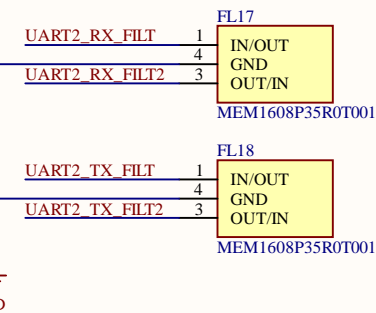 FL17
UART2_RX_FILT 1 IN/OUT
4 GND
UART2_RX_FILT2 3 OUT/IN
MEM1608P35R0T001
FL18
UART2_TX_FILT 1 IN/OUT
4 GND
UART2_TX_FILT2 3 OUT/IN
MEM1608P35R0T001